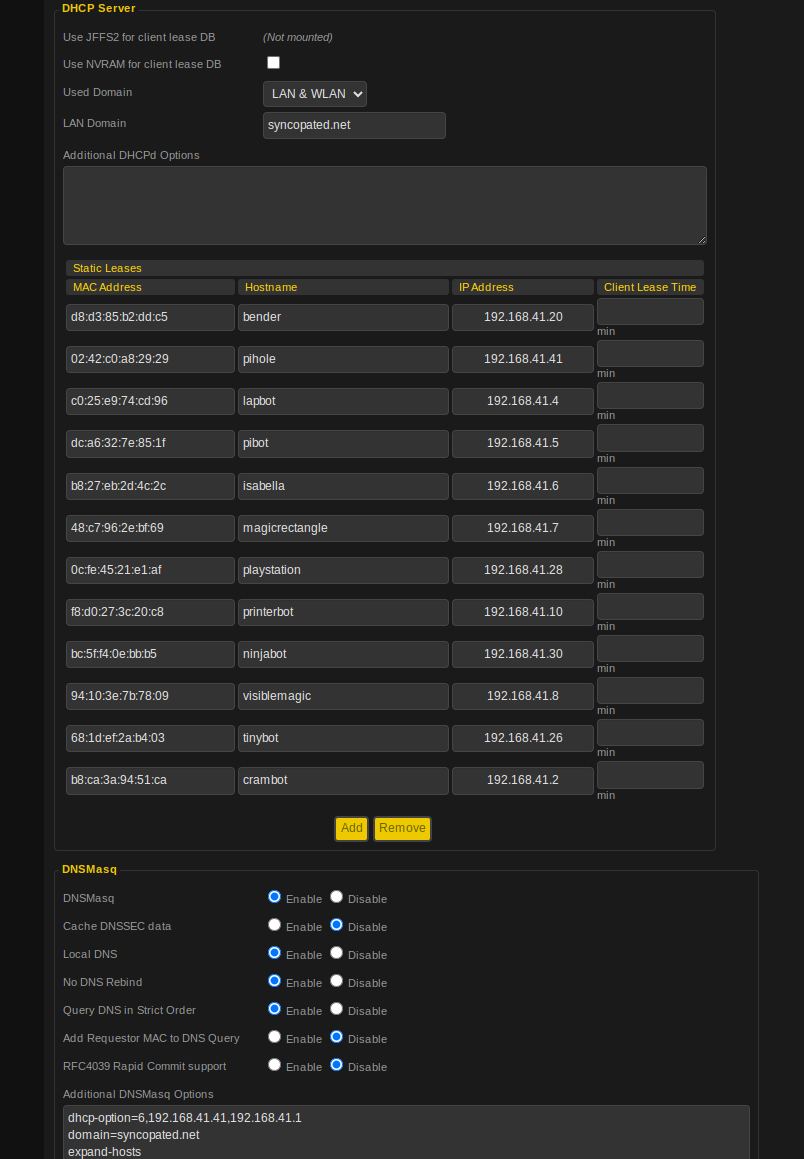 DHCP Server
Use JFFS2 for client lease DB (Not mounted)
Use NVRAM for client lease DB
Used Domain LAN & WLAN
LAN Domain syncopated.net
Additional DHCPd Options
Static Leases
MAC Address Hostname IP Address Client Lease Time
d8:d3:85:b2:dd:c5 bender 192.168.41.20
min
02:42:c0:a8:29:29 pihole 192.168.41.41
min
c0:25:e9:74:cd:96 lapbot 192.168.41.4
min
dc:a6:32:7e:85:1f pibot 192.168.41.5
min
b8:27:eb:2d:4c:2c isabella 192.168.41.6
min
48:c7:96:2e:bf:69 magicrectangle 192.168.41.7
min
0c:fe:45:21:e1:af playstation 192.168.41.28
min
f8:d0:27:3c:20:c8 printerbot 192.168.41.10
min
bc:5f:f4:0e:bb:b5 ninjabot 192.168.41.30
min
94:10:3e:7b:78:09 visiblemagic 192.168.41.8
min
68:1d:ef:2a:b4:03 tinybot 192.168.41.26
min
b8:ca:3a:94:51:ca crambot 192.168.41.2
min
Add Remove
DNSMasq
DNSMasq Enable Disable
Cache DNSSEC data Enable Disable
Local DNS Enable Disable
No DNS Rebind Enable Disable
Query DNS in Strict Order Enable Disable
Add Requestor MAC to DNS Query Enable Disable
RFC4039 Rapid Commit support Enable Disable
Additional DNSMasq Options
dhcp-option=6,192.168.41.41,192.168.41.1
domain=syncopated.net
expand-hosts